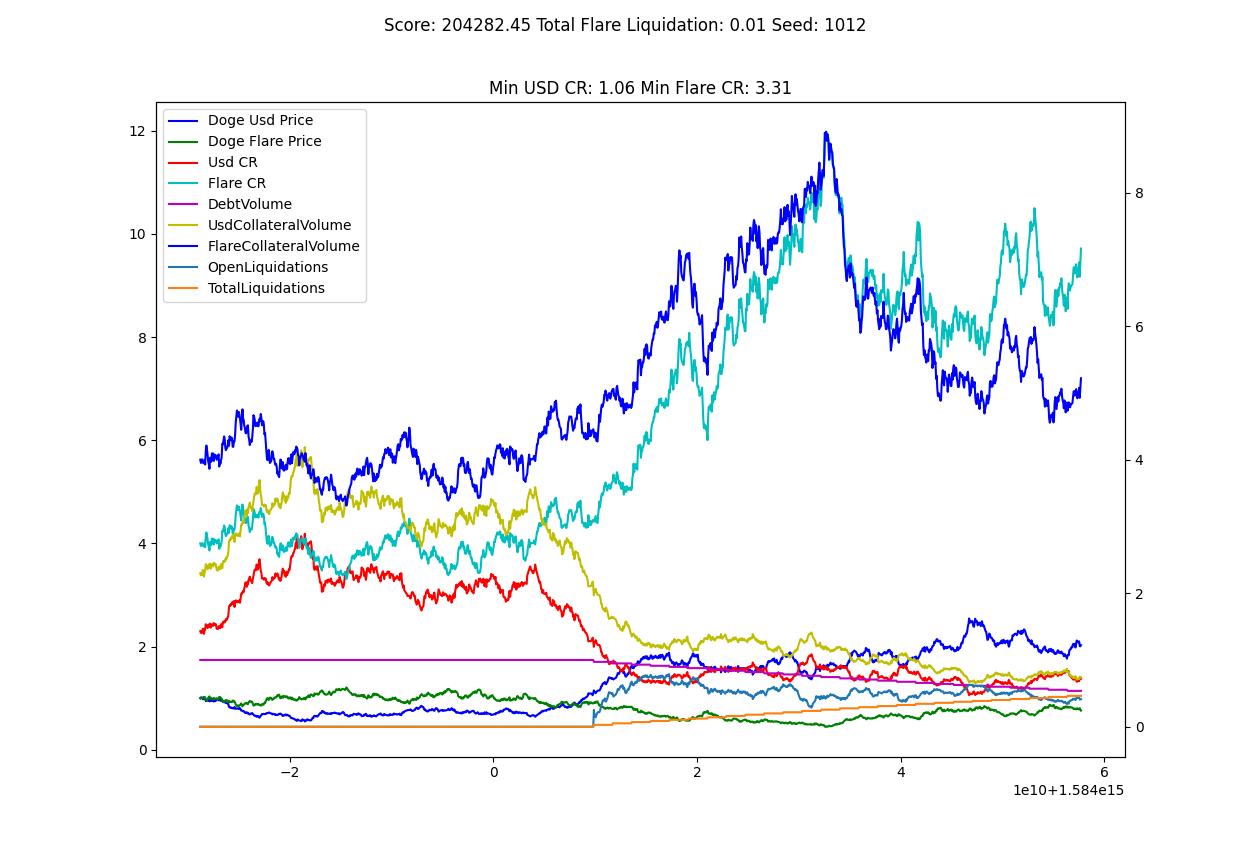 Score: 204282.45 Total Flare Liquidation: 0.01 Seed: 1012
Min USD CR: 1.06 Min Flare CR: 3.31
Doge Usd Price
Doge Flare Price
Usd CR
Flare CR
DebtVolume
UsdCollateralVolume
FlareCollateralVolume
OpenLiquidations
TotalLiquidations
12
10
8
6
4
2
0
8
6
4
2
0
−2
0
2
4
6
1e10+1.584e15